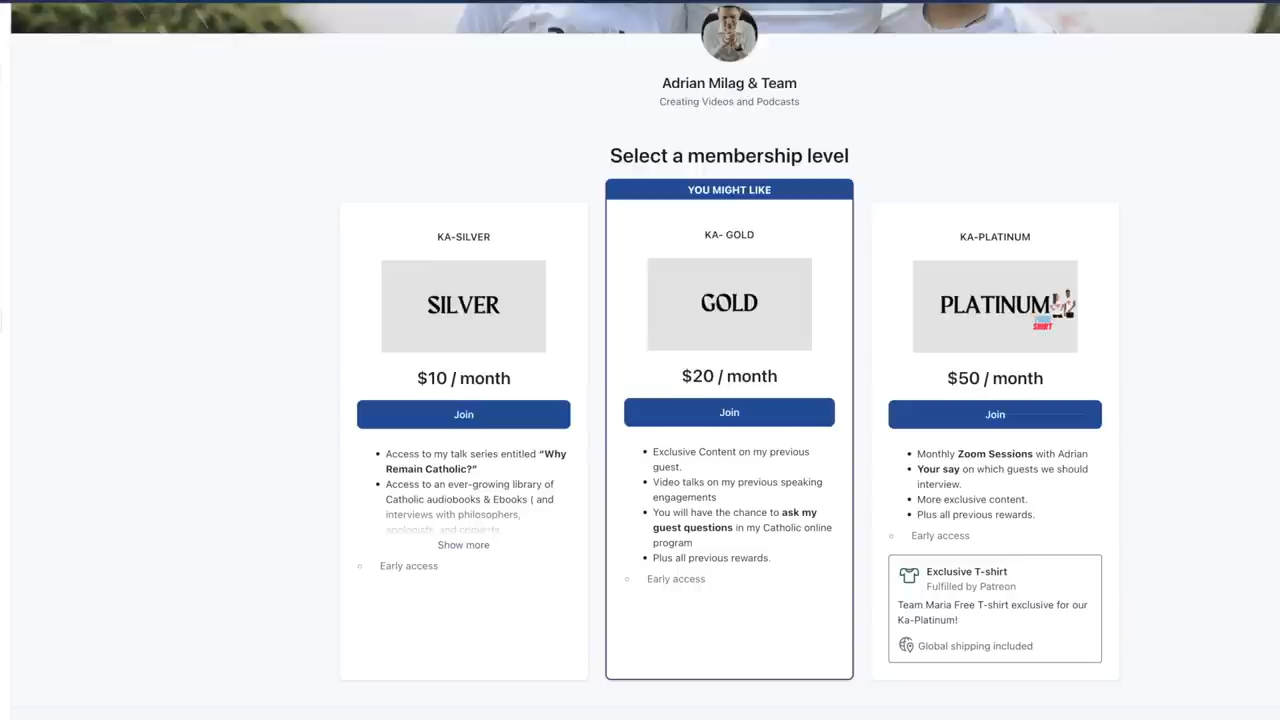 Adrian Milag & Team
Creating Videos and Podcasts
Select a membership level
YOU MIGHT LIKE
KA-SILVER
SILVER
$10 / month
Join
• Access to my talk series entitled “Why
Remain Catholic?”
• Access to an ever-growing library of
Catholic audiobooks & Ebooks ( and
interviews with philosophers,
apologists, and converts.
Show more
Early access
KA- GOLD
GOLD
$20 / month
Join
• Exclusive Content on my previous
guest.
• Video talks on my previous speaking
engagements
• You will have the chance to ask my
guest questions in my Catholic online
program
• Plus all previous rewards.
Early access
KA-PLATINUM
PLATINUM
SHIRT
$50 / month
Join
• Monthly Zoom Sessions with Adrian
• Your say on which guests we should
interview.
• More exclusive content.
• Plus all previous rewards.
Early access
Exclusive T-shirt
Fulfilled by Patreon
Team Maria Free T-shirt exclusive for our
Ka-Platinum!
Global shipping included